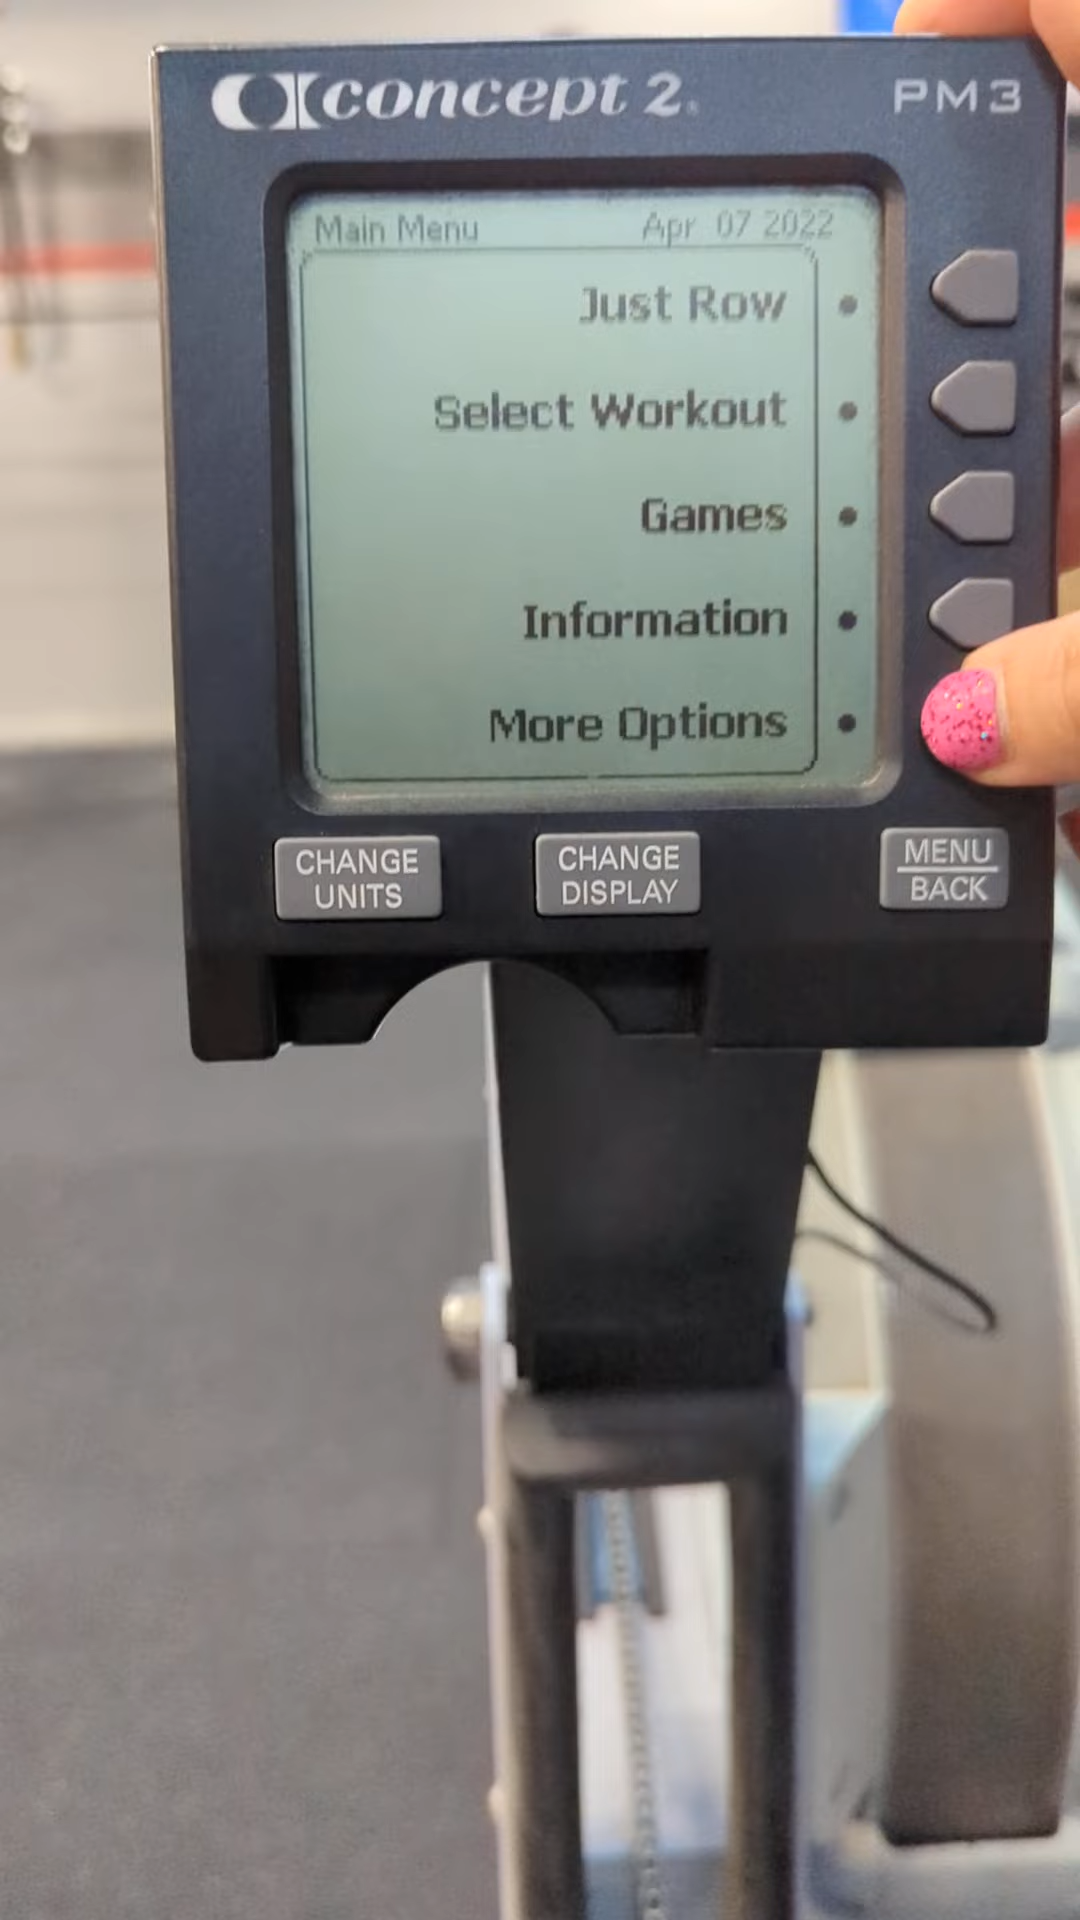 concept 2
PM3
Main Menu Apr 07 2022
Just Row
Select Workout
Games
Information
More Options
CHANGE
UNITS
CHANGE
DISPLAY
MENU
BACK